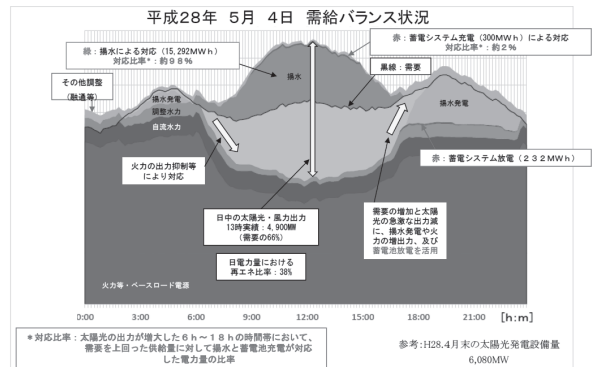 平成28年 5月 4日 需給バランス状況
緑：揚水による対応（15,292MWh）
対応比率*：約98%
赤：蓄電システム充電（300MWh）による対応
対応比率*：約2%
黒線：需要
その他調整
（融通等）
揚水
揚水発電
調整水力
自流水力
揚水発電
赤：蓄電システム放電（232MWh）
火力の出力抑制等
により対応
日中の太陽光・風力出力
13時実績：4,900MW
（需要の66%）
日電力量における
再エネ比率：38%
需要の増加と太陽光
の急激な出力減
に、揚水発電や火
力の増出力、及び
蓄電池放電を活用
火力等・ベースロード電源
0:00 3:00 6:00 9:00 12:00 15:00 18:00 21:00 [h:m]
*対応比率：太陽光の出力が増大した6h～18hの時間帯において、
需要を上回った供給量に対して揚水と蓄電池充電が対応
した電力量の比率
参考：H28.4月末の太陽光発電設備量
6,080MW